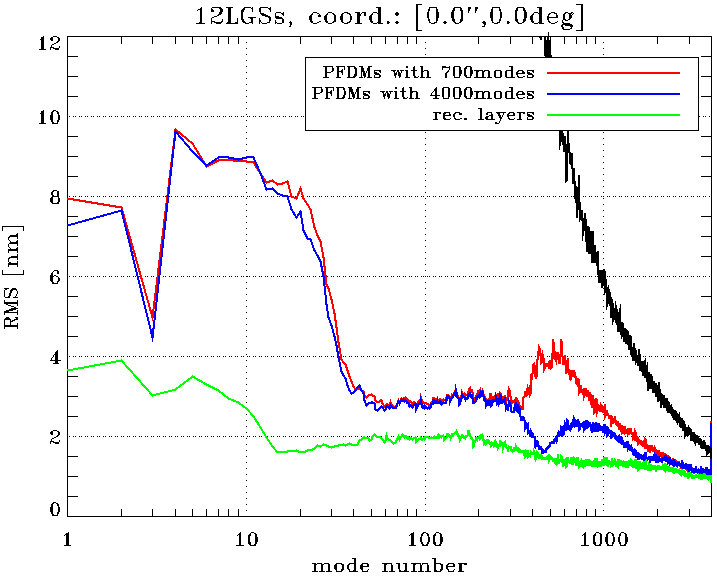 12LGSs, coord.: [0.0",0.0deg]
PFDMs with 700modes
PFDMs with 4000modes
rec. layers
RMS [nm]
12
10
8
6
4
2
0
1 10 100 1000
mode number